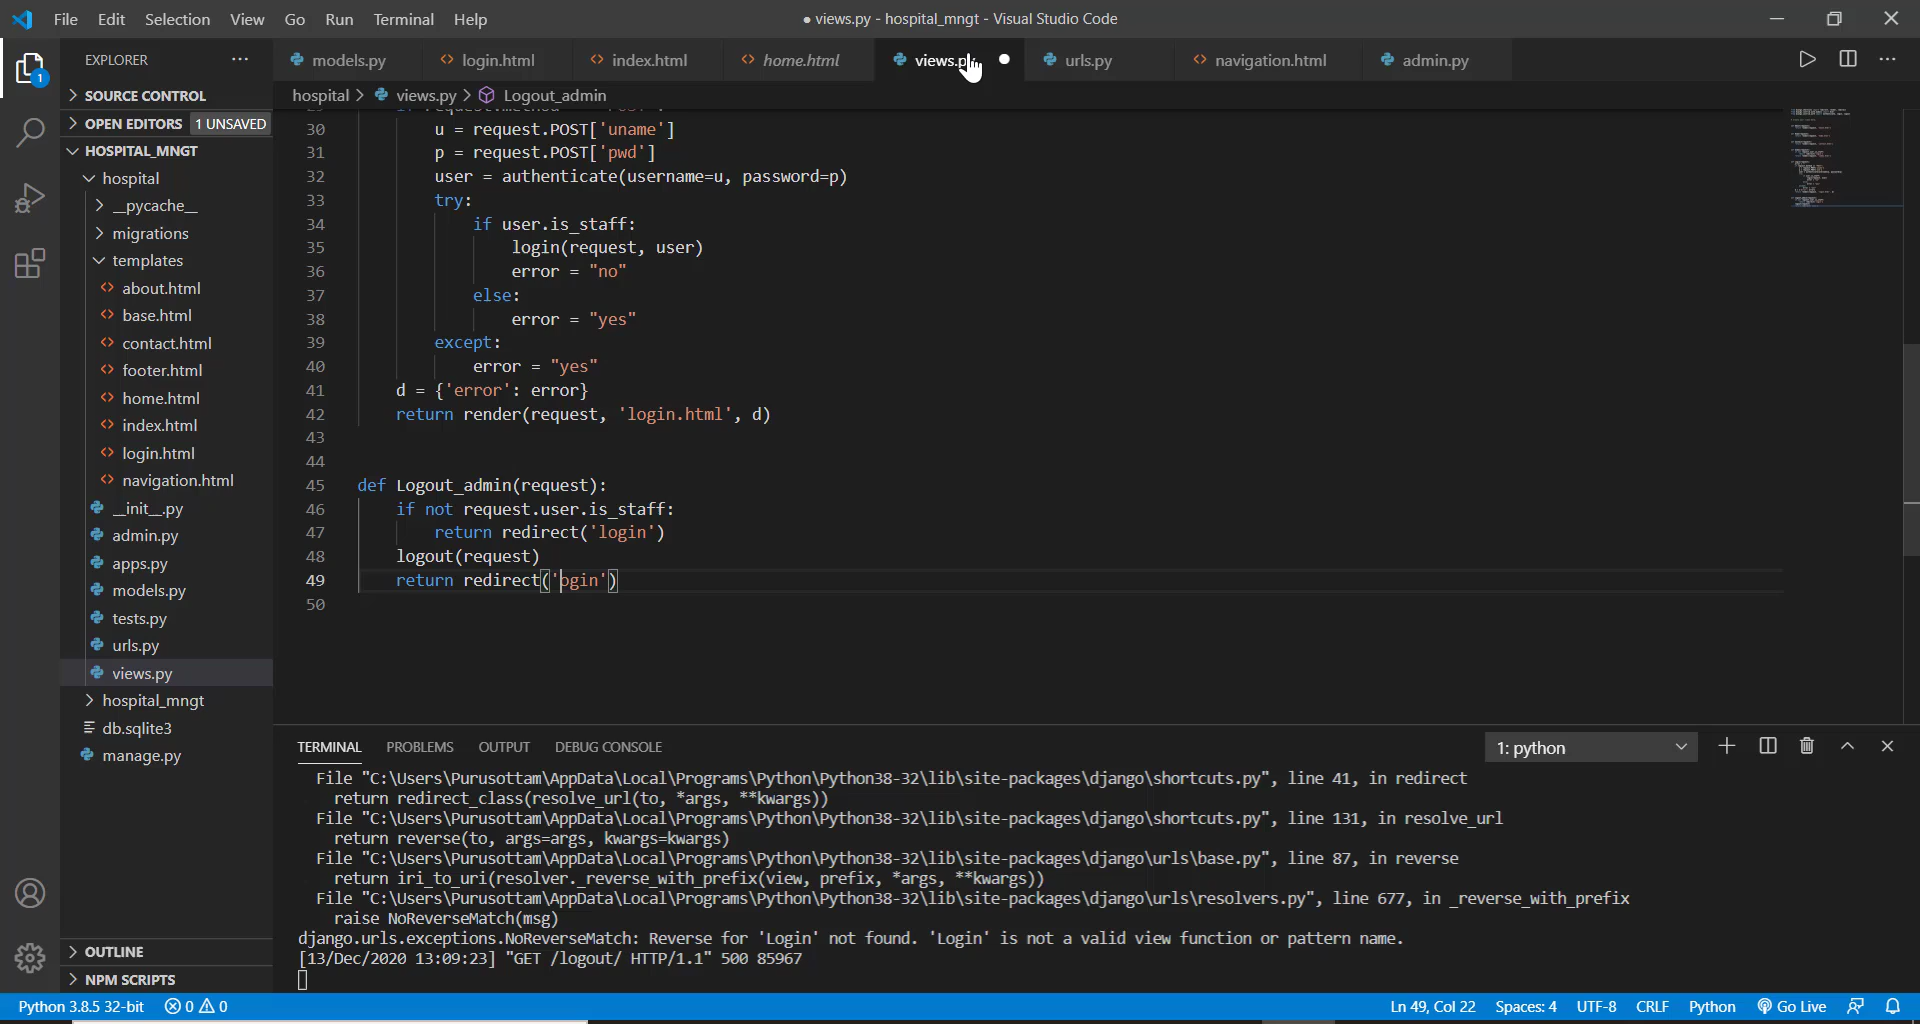 File Edit Selection View Go Run Terminal Help
● views.py - hospital_mngt - Visual Studio Code
EXPLORER ···
models.py login.html index.html home.html views.p urls.py navigation.html admin.py
SOURCE CONTROL
OPEN EDITORS 1 UNSAVED
HOSPITAL_MNGT
hospital
__pycache__
migrations
templates
about.html
base.html
contact.html
footer.html
home.html
index.html
login.html
navigation.html
__init__.py
admin.py
apps.py
models.py
tests.py
urls.py
views.py
hospital_mngt
db.sqlite3
manage.py
OUTLINE
NPM SCRIPTS
hospital > views.py > Logout_admin
30 u = request.POST['uname']
31 p = request.POST['pwd']
32 user = authenticate(username=u, password=p)
33 try:
34 if user.is_staff:
35 login(request, user)
36 error = "no"
37 else:
38 error = "yes"
39 except:
40 error = "yes"
41 d = {'error': error}
42 return render(request, 'login.html', d)
43
44
45 def Logout_admin(request):
46 if not request.user.is_staff:
47 return redirect('login')
48 logout(request)
49 return redirect('ogin')
50
TERMINAL PROBLEMS OUTPUT DEBUG CONSOLE 1: python
File "C:\Users\Purusottam\AppData\Local\Programs\Python\Python38-32\lib\site-packages\django\shortcuts.py", line 41, in redirect
return redirect_class(resolve_url(to, *args, **kwargs))
File "C:\Users\Purusottam\AppData\Local\Programs\Python\Python38-32\lib\site-packages\django\shortcuts.py", line 131, in resolve_url
return reverse(to, args=args, kwargs=kwargs)
File "C:\Users\Purusottam\AppData\Local\Programs\Python\Python38-32\lib\site-packages\django\urls\base.py", line 87, in reverse
return iri_to_uri(resolver._reverse_with_prefix(view, prefix, *args, **kwargs))
File "C:\Users\Purusottam\AppData\Local\Programs\Python\Python38-32\lib\site-packages\django\urls\resolvers.py", line 677, in _reverse_with_prefix
raise NoReverseMatch(msg)
django.urls.exceptions.NoReverseMatch: Reverse for 'Login' not found. 'Login' is not a valid view function or pattern name.
[13/Dec/2020 13:09:23] "GET /logout/ HTTP/1.1" 500 85967
Python 3.8.5 32-bit 0 0 Ln 49, Col 22 Spaces: 4 UTF-8 CRLF Python Go Live